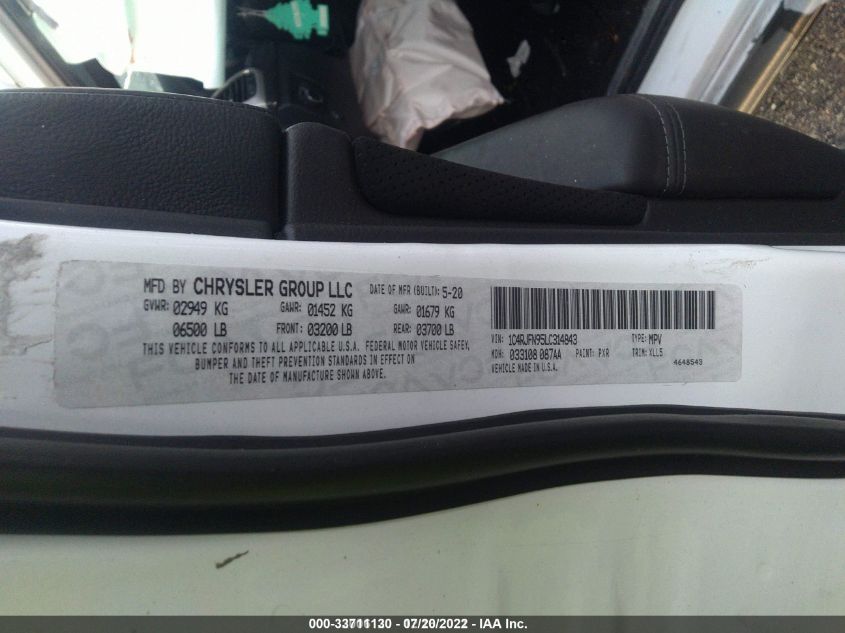 MFD BY CHRYSLER GROUP LLC DATE OF MFR (BUILT): 5-20
GVWR: 02949 KG GAWR: 01452 KG GAWR: 01679 KG
06500 LB FRONT: 03200 LB REAR: 03700 LB
THIS VEHICLE CONFORMS TO ALL APPLICABLE U.S.A. FEDERAL MOTOR VEHICLE SAFEY,
BUMPER AND THEFT PREVENTION STANDARDS IN EFFECT ON
THE DATE OF MANUFACTURE SHOWN ABOVE.
VIN: 1C4RJFN95LC314843 TYPE: MPV
MDH: 033108 087AA PAINT: PXR TRIM: XLL5
VEHICLE MADE IN U.S.A. 4648543
000-33711130 - 07/20/2022 - IAA Inc.